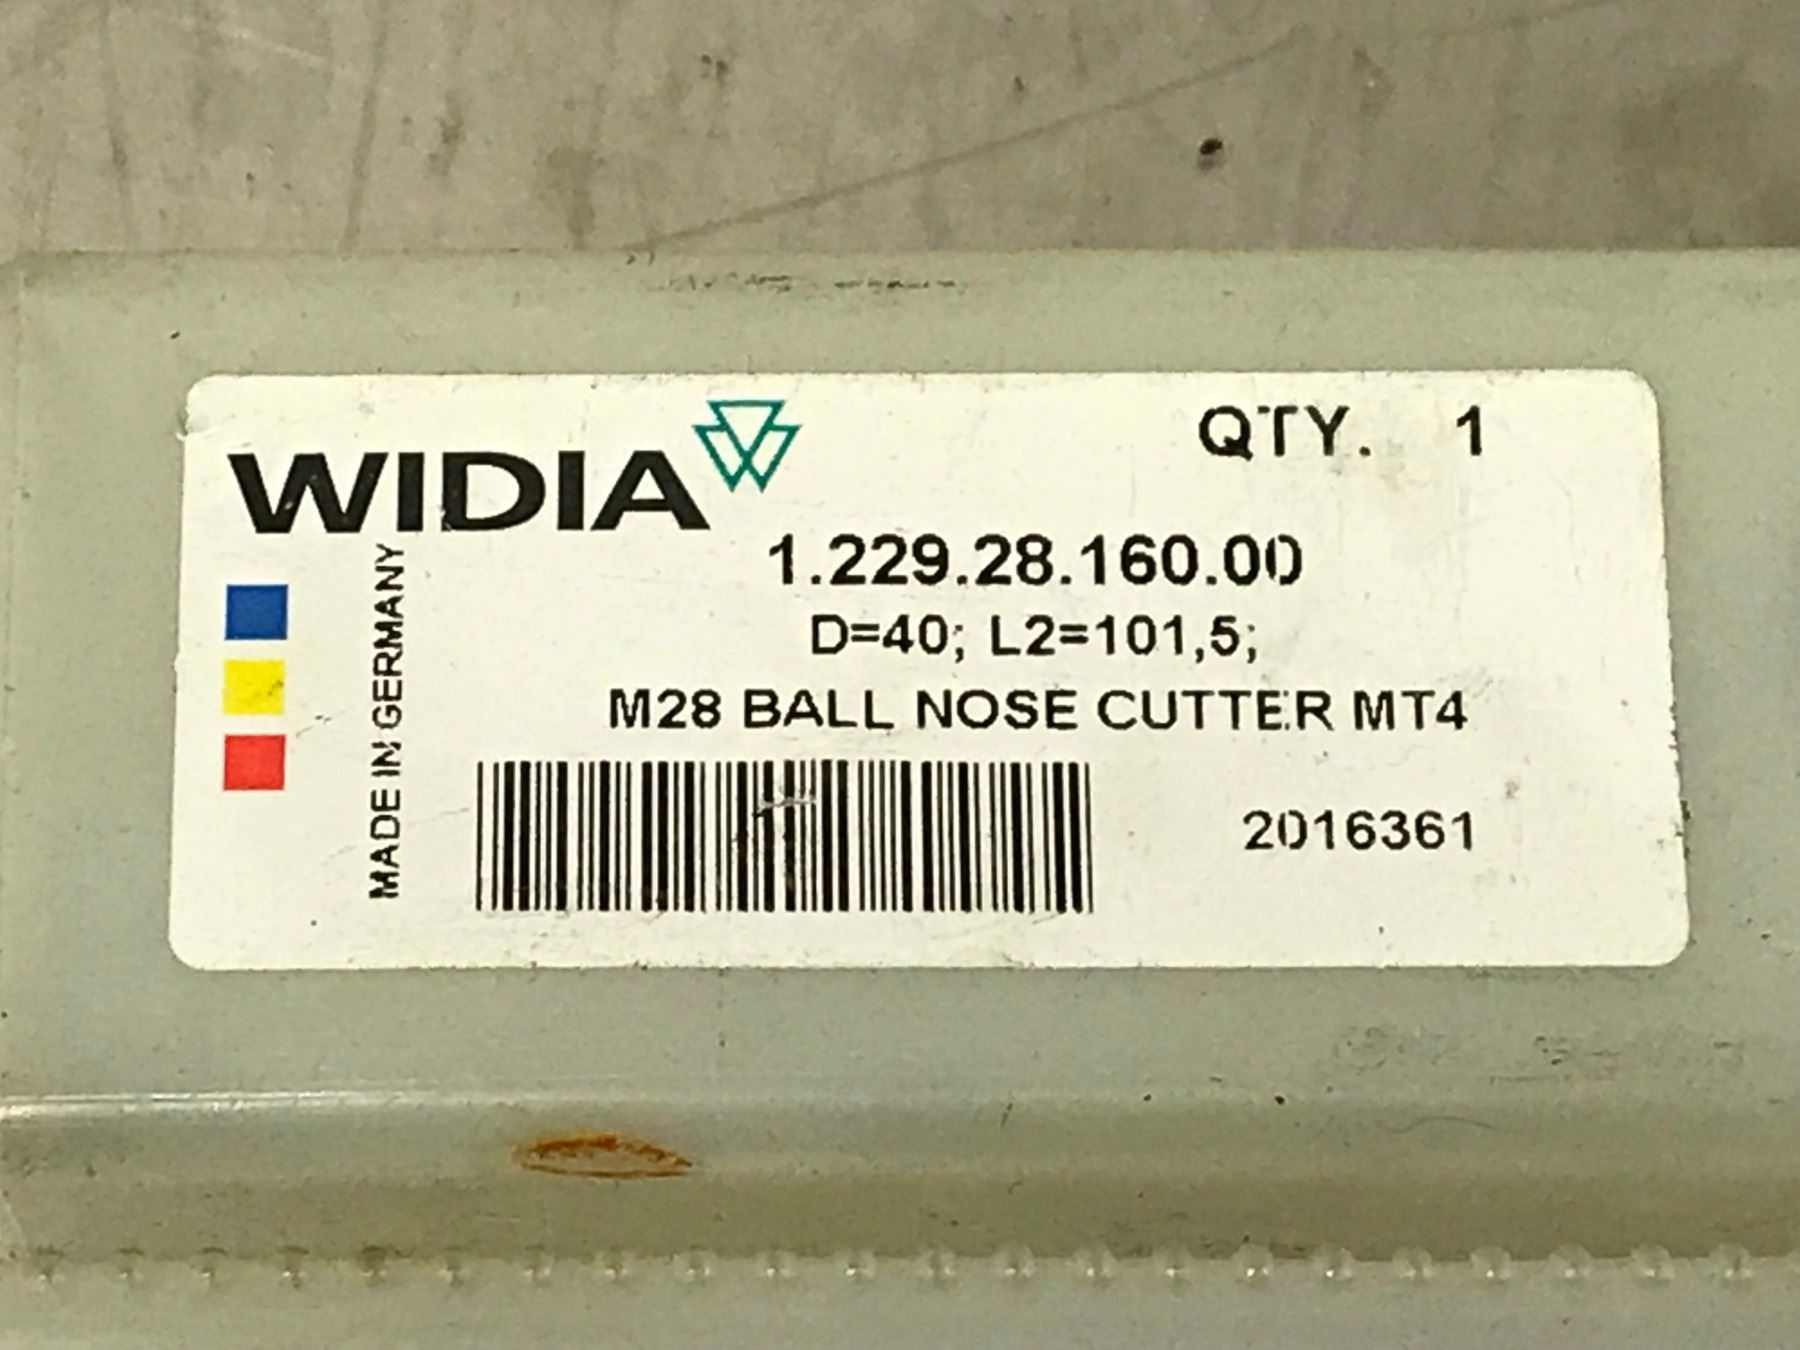 WIDIA
QTY. 1
1.229.28.160.00
D=40; L2=101,5;
M28 BALL NOSE CUTTER MT4
MADE IN GERMANY
2016361